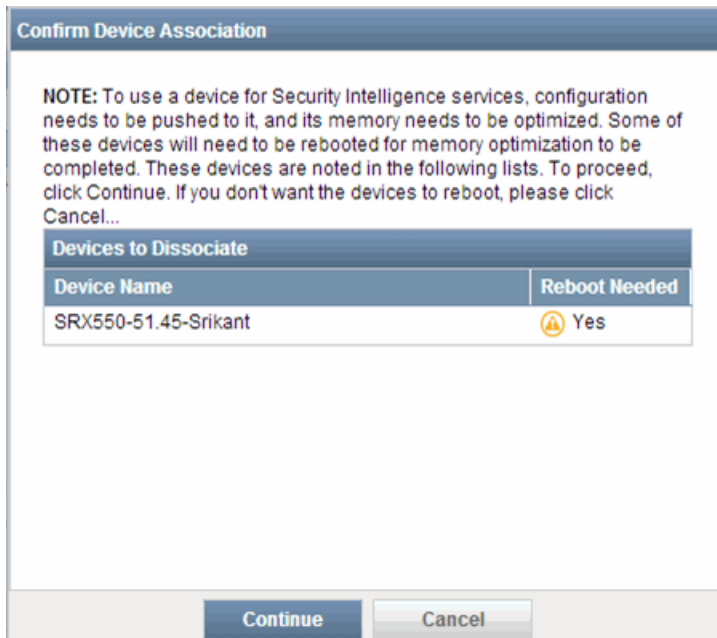 Confirm Device Association
NOTE: To use a device for Security Intelligence services, configuration
needs to be pushed to it, and its memory needs to be optimized. Some of
these devices will need to be rebooted for memory optimization to be
completed. These devices are noted in the following lists. To proceed,
click Continue. If you don't want the devices to reboot, please click
Cancel...
Devices to Dissociate
Device Name Reboot Needed
SRX550-51.45-Srikant Yes
Continue Cancel